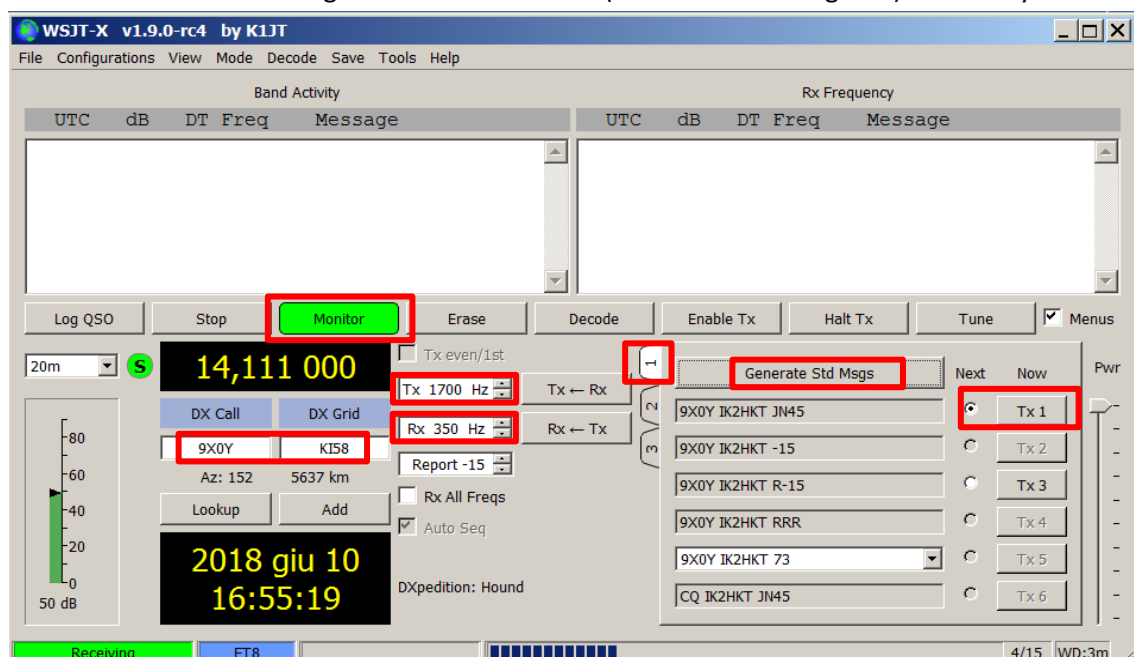 WSJT-X v1.9.0-rc4 by K1JT
File Configurations View Mode Decode Save Tools Help
Band Activity
Rx Frequency
UTC dB DT Freq Message
UTC dB DT Freq Message
Log QSO Stop Monitor Erase Decode Enable Tx Halt Tx Tune Menus
20m S 14,111 000
Tx even/1st
Tx 1700 Hz Tx ← Rx
DX Call DX Grid
Rx 350 Hz Rx ← Tx
9X0Y KI58
Report -15
Az: 152 5637 km
Rx All Freqs
Lookup Add
Auto Seq
2018 giu 10
16:55:19
DXpedition: Hound
80
60
40
20
0
50 dB
1
2
3
Generate Std Msgs Next Now Pwr
9X0Y IK2HKT JN45 Tx 1
9X0Y IK2HKT -15 Tx 2
9X0Y IK2HKT R-15 Tx 3
9X0Y IK2HKT RRR Tx 4
9X0Y IK2HKT 73 Tx 5
CQ IK2HKT JN45 Tx 6
Receiving FT8 4/15 WD:3m